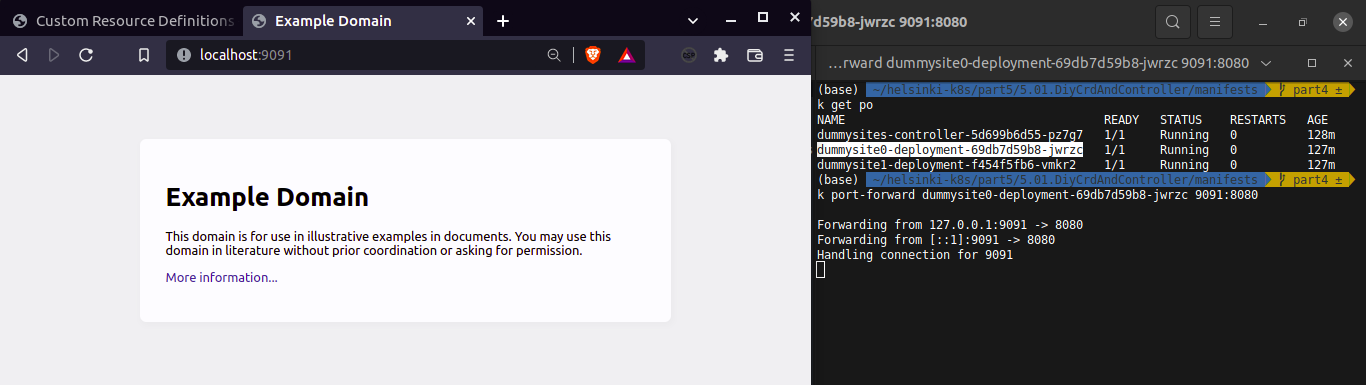 Custom Resource Definitions
Example Domain
localhost:9091
Example Domain
This domain is for use in illustrative examples in documents. You may use this
domain in literature without prior coordination or asking for permission.
More information...
7d59b8-jwrzc 9091:8080
...rward dummysite0-deployment-69db7d59b8-jwrzc 9091:8080
(base) ~/helsinki-k8s/part5/5.01.DiyCrdAndController/manifests part4 ±
k get po
NAME READY STATUS RESTARTS AGE
dummysites-controller-5d699b6d55-pz7g7 1/1 Running 0 128m
dummysite0-deployment-69db7d59b8-jwrzc 1/1 Running 0 127m
dummysite1-deployment-f454f5fb6-vmkr2 1/1 Running 0 127m
(base) ~/helsinki-k8s/part5/5.01.DiyCrdAndController/manifests part4 ±
k port-forward dummysite0-deployment-69db7d59b8-jwrzc 9091:8080
Forwarding from 127.0.0.1:9091 -> 8080
Forwarding from [::1]:9091 -> 8080
Handling connection for 9091